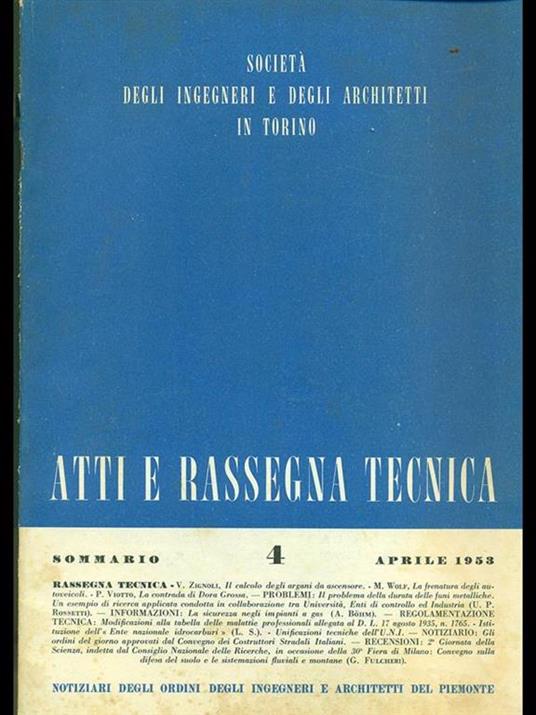 SOCIETÀ
DEGLI INGEGNERI E DEGLI ARCHITETTI
IN TORINO
ATTI E RASSEGNA TECNICA
SOMMARIO 4 APRILE 1953
RASSEGNA TECNICA - V. ZIGNOLI, Il calcolo degli argani da ascensore. - M. WOLF, La frenatura degli au-
toveicoli. - P. VIOTTO, La contrada di Dora Grossa. — PROBLEMI: Il problema della durata delle funi metalliche.
Un esempio di ricerca applicata condotta in collaborazione tra Università, Enti di controllo ed Industria (U. P.
ROSSETTI). — INFORMAZIONI: La sicurezza negli impianti a gas (A. BÖHM). — REGOLAMENTAZIONE
TECNICA: Modificazioni alla tabella delle malattie professionali allegata al D. L. 17 agosto 1935, n. 1765. - Isti-
tuzione dell'« Ente nazionale idrocarburi » (L. S.). - Unificazioni tecniche dell'U.N.I. — NOTIZIARIO: Gli
ordini del giorno approvati dal Convegno dei Costruttori Stradali Italiani. — RECENSIONI: 2ª Giornata della
Scienza, indetta dal Consiglio Nazionale delle Ricerche, in occasione della 30ª Fiera di Milano: Convegno sulla
difesa del suolo e le sistemazioni fluviali e montane (G. FULCHERI).
NOTIZIARI DEGLI ORDINI DEGLI INGEGNERI E ARCHITETTI DEL PIEMONTE